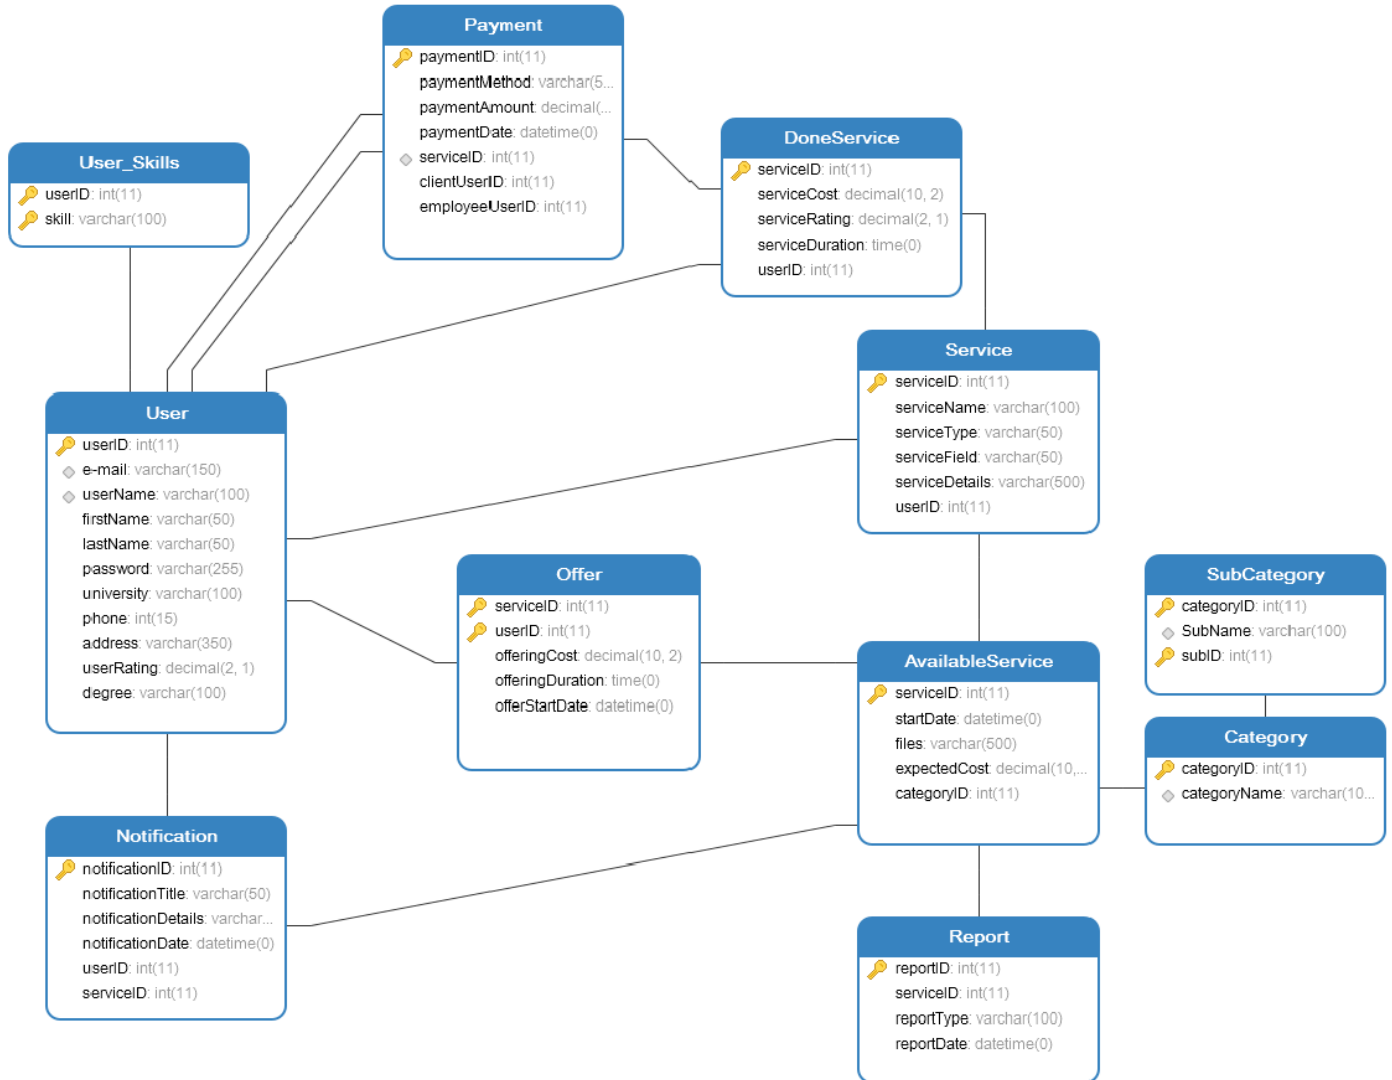 Payment
paymentID: int(11)
paymentMethod: varchar(5...
paymentAmount: decimal(...
paymentDate: datetime(0)
serviceID: int(11)
clientUserID: int(11)
employeeUserID: int(11)
DoneService
serviceID: int(11)
serviceCost: decimal(10, 2)
serviceRating: decimal(2, 1)
serviceDuration: time(0)
userID: int(11)
User_Skills
userID: int(11)
skill: varchar(100)
Service
serviceID: int(11)
serviceName: varchar(100)
serviceType: varchar(50)
serviceField: varchar(50)
serviceDetails: varchar(500)
userID: int(11)
User
userID: int(11)
e-mail: varchar(150)
userName: varchar(100)
firstName: varchar(50)
lastName: varchar(50)
password: varchar(255)
university: varchar(100)
phone: int(15)
address: varchar(350)
userRating: decimal(2, 1)
degree: varchar(100)
Offer
serviceID: int(11)
userID: int(11)
offeringCost: decimal(10, 2)
offeringDuration: time(0)
offerStartDate: datetime(0)
SubCategory
categoryID: int(11)
SubName: varchar(100)
subID: int(11)
AvailableService
serviceID: int(11)
startDate: datetime(0)
files: varchar(500)
expectedCost: decimal(10,...
categoryID: int(11)
Category
categoryID: int(11)
categoryName: varchar(10...
Notification
notificationID: int(11)
notificationTitle: varchar(50)
notificationDetails: varchar...
notificationDate: datetime(0)
userID: int(11)
serviceID: int(11)
Report
reportID: int(11)
serviceID: int(11)
reportType: varchar(100)
reportDate: datetime(0)